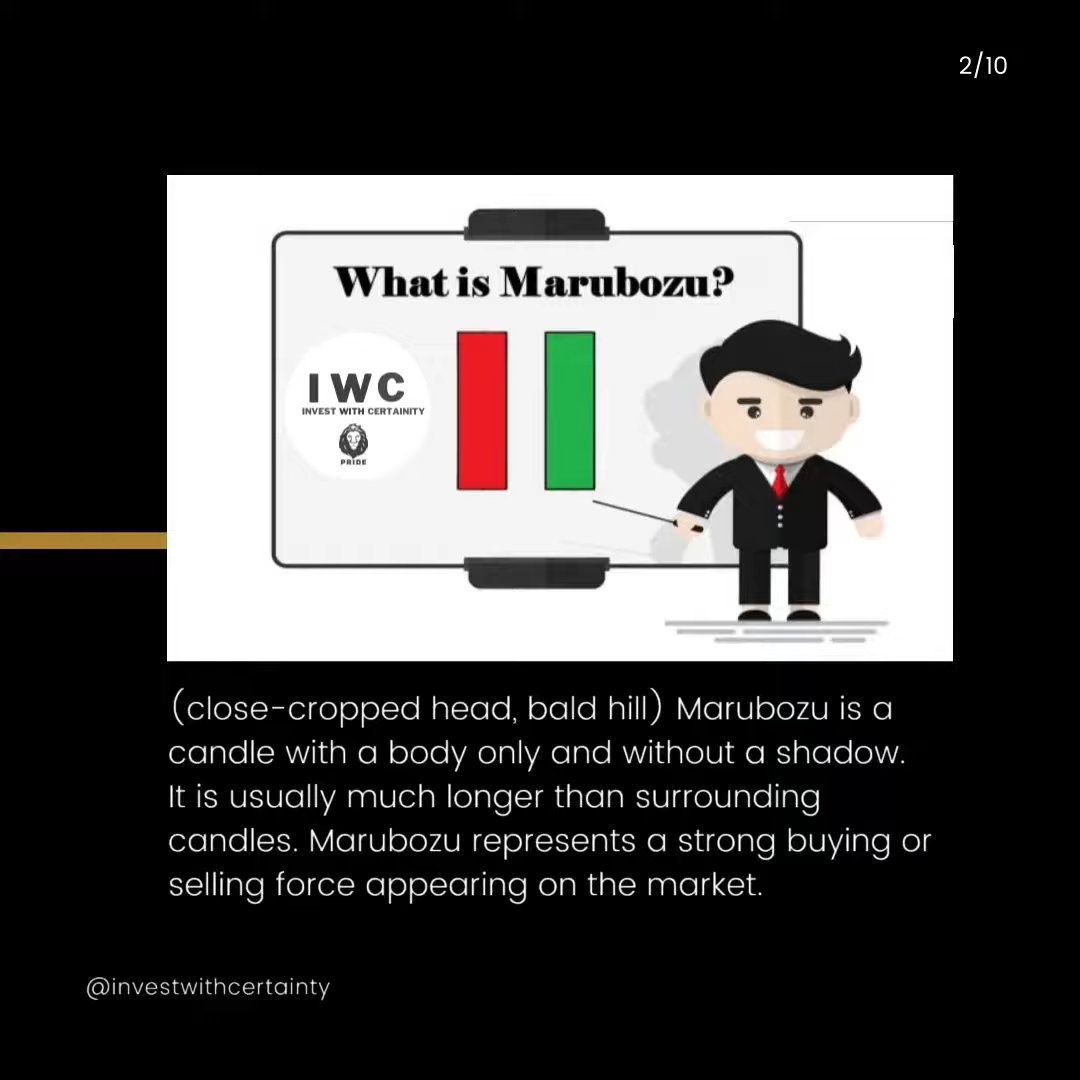 2/10
What is Marubozu?
I W C
INVEST WITH CERTAINITY
PRIDE
(close-cropped head, bald hill) Marubozu is a
candle with a body only and without a shadow.
It is usually much longer than surrounding
candles. Marubozu represents a strong buying or
selling force appearing on the market.
@investwithcertainty